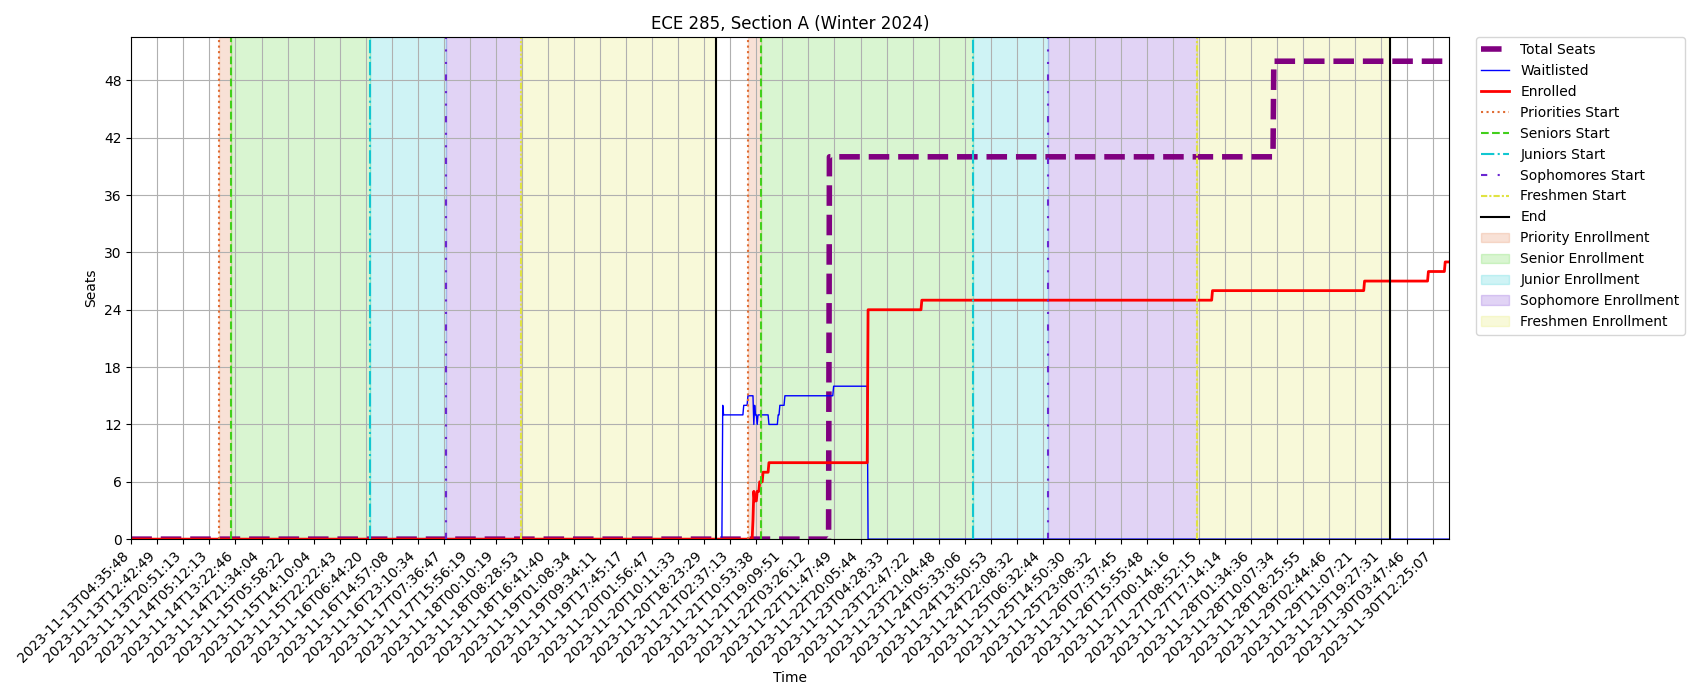 ECE 285, Section A (Winter 2024)
Seats
48
42
36
30
24
18
12
6
0
2023-11-13T04:35:48
2023-11-13T12:42:49
2023-11-13T20:51:13
2023-11-14T05:12:13
2023-11-14T13:22:46
2023-11-14T21:34:04
2023-11-15T05:58:22
2023-11-15T14:10:04
2023-11-15T22:22:43
2023-11-16T06:44:20
2023-11-16T14:57:08
2023-11-16T23:10:34
2023-11-17T07:36:47
2023-11-17T15:56:19
2023-11-18T00:10:19
2023-11-18T08:28:53
2023-11-18T16:41:40
2023-11-19T01:08:34
2023-11-19T09:34:11
2023-11-19T17:45:17
2023-11-20T01:56:47
2023-11-20T10:11:33
2023-11-20T18:23:29
2023-11-21T02:37:13
2023-11-21T10:53:38
2023-11-21T19:09:51
2023-11-22T03:26:12
2023-11-22T11:47:49
2023-11-22T20:05:44
2023-11-23T04:28:33
2023-11-23T12:47:22
2023-11-23T21:04:48
2023-11-24T05:33:06
2023-11-24T13:50:53
2023-11-24T22:08:32
2023-11-25T06:32:44
2023-11-25T14:50:30
2023-11-25T23:08:32
2023-11-26T07:37:45
2023-11-26T15:55:48
2023-11-27T00:14:16
2023-11-27T08:52:15
2023-11-27T17:14:14
2023-11-28T01:34:36
2023-11-28T10:07:34
2023-11-28T18:25:55
2023-11-29T02:44:46
2023-11-29T11:07:21
2023-11-29T19:27:31
2023-11-30T03:47:46
2023-11-30T12:25:07
Time
Total Seats
Waitlisted
Enrolled
Priorities Start
Seniors Start
Juniors Start
Sophomores Start
Freshmen Start
End
Priority Enrollment
Senior Enrollment
Junior Enrollment
Sophomore Enrollment
Freshmen Enrollment